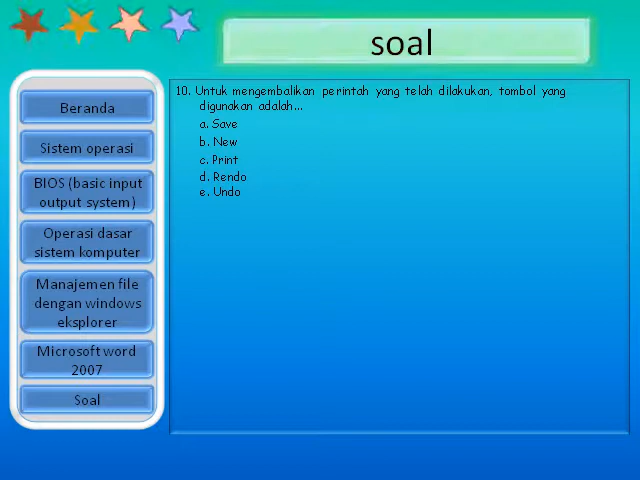 soal
Beranda
Sistem operasi
BIOS (basic input
output system)
Operasi dasar
sistem komputer
Manajemen file
dengan windows
eksplorer
Microsoft word
2007
Soal
10. Untuk mengembalikan perintah yang telah dilakukan, tombol yang
digunakan adalah...
a. Save
b. New
c. Print
d. Rendo
e. Undo